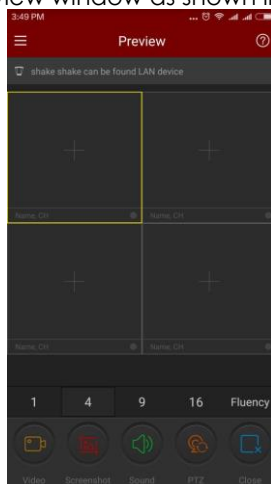 view window as shown i
3:49 PM
Preview
shake shake can be found LAN device
Name, CH Name, CH
Name, CH Name, CH
1 4 9 16 Fluency
Video Screenshot Sound PTZ Close